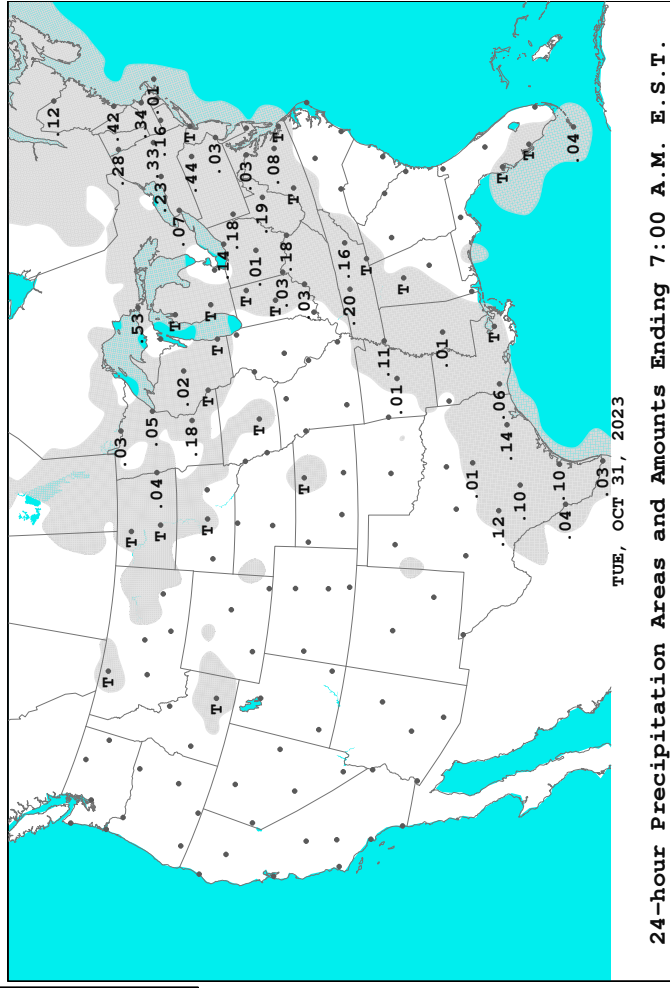 .12
T
.28 .42
.03
T
.53 .34
.05 .33 .01
T .04 .23 .16
T .07
.02
.18 .44 T
T T T
T T .03
.14
.18
T .03
.01
T .19
T .08 T
.03 .18
T
T .03
.20 .16
T
.11
.01
T
.01
.01
T
.12 .06
T
.14
.10
T
.10
.04 .04
.03
TUE, OCT 31, 2023
24-hour Precipitation Areas and Amounts Ending 7:00 A.M. E.S.T.